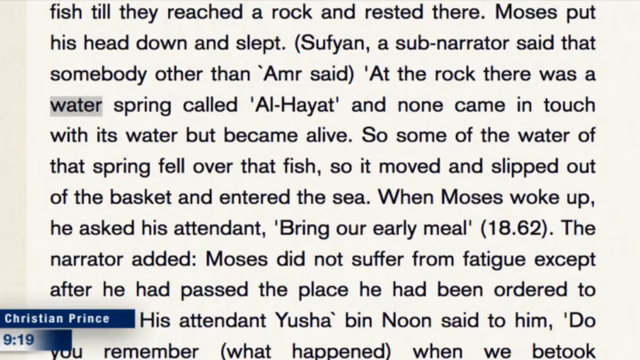 fish till they reached a rock and rested there. Moses put
his head down and slept. (Sufyan, a sub-narrator said that
somebody other than `Amr said) 'At the rock there was a
water spring called 'Al-Hayat' and none came in touch
with its water but became alive. So some of the water of
that spring fell over that fish, so it moved and slipped out
of the basket and entered the sea. When Moses woke up,
he asked his attendant, 'Bring our early meal' (18.62). The
narrator added: Moses did not suffer from fatigue except
after he had passed the place he had been ordered to
Christian Prince
His attendant Yusha` bin Noon said to him, 'Do
9:19
you remember (what happened) when we betook